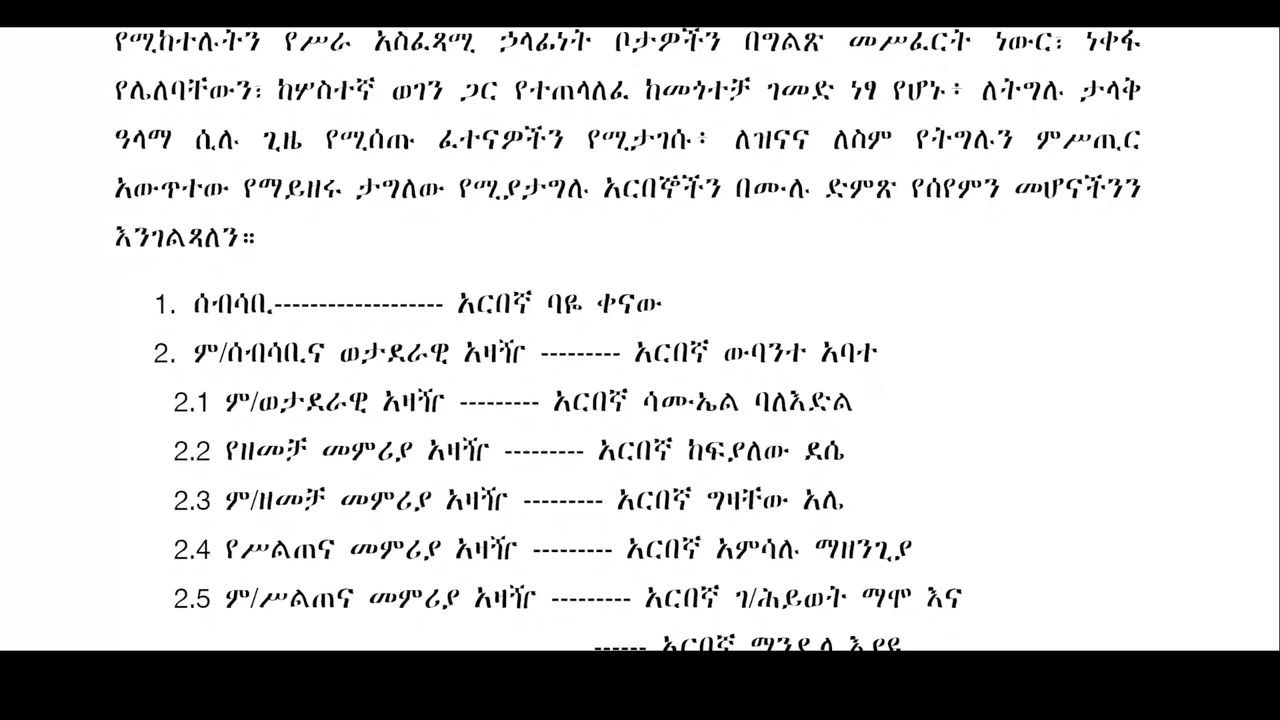 የሚከተሉትን የሥራ አስፈጻሚ ኃላፊነት ቦታዎችን በግልጽ መሥፈርት ነውር፣ ነቀፋ
የሌለባቸውን፣ ከሦስተኛ ወገን ጋር የተጠላለፈ ከመጎተቻ ገመድ ነፃ የሆኑ፥ ለትግሉ ታላቅ
ዓላማ ሲሉ ጊዜ የሚሰጡ ፈተናዎችን የሚታገሱ፥ ለዝናና ለስም የትግሉን ምሥጢር
አውጥተው የማይዘሩ ታግለው የሚያታግሉ አርበኞችን በሙሉ ድምጽ የሰየምን መሆናችንን
እንገልጻለን።
1. ሰብሳቢ------------------- አርበኛ ባዬ ቀናው
2. ም/ሰብሳቢና ወታደራዊ አዛዥ --------- አርበኛ ውባንተ አባተ
2.1 ም/ወታደራዊ አዛዥ --------- አርበኛ ሳሙኤል ባለእድል
2.2 የዘመቻ መምሪያ አዛዥ --------- አርበኛ ከፍያለው ደሴ
2.3 ም/ዘመቻ መምሪያ አዛዥ --------- አርበኛ ግዛቸው አሌ
2.4 የሥልጠና መምሪያ አዛዥ --------- አርበኛ አምሳሉ ማዘንጊያ
2.5 ም/ሥልጠና መምሪያ አዛዥ --------- አርበኛ ገ/ሕይወት ማሞ እና
------ አርበኛ